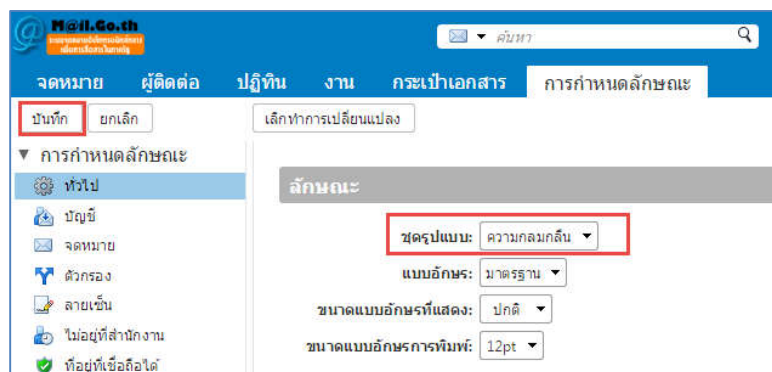 M@il.Go.th
ค้นหา
จดหมาย ผู้ติดต่อ ปฏิทิน งาน กระเป๋าเอกสาร การกำหนดลักษณะ
บันทึก ยกเลิก เลิกทำการเปลี่ยนแปลง
การกำหนดลักษณะ
ทั่วไป
ลักษณะ
บัญชี
ชุดรูปแบบ: ความกลมกลืน
จดหมาย
แบบอักษร: มาตรฐาน
ตัวกรอง
ขนาดแบบอักษรที่แสดง: ปกติ
ลายเซ็น
ไม่อยู่ที่สำนักงาน
ขนาดแบบอักษรการพิมพ์: 12pt
ที่อยู่ที่เชื่อถือได้